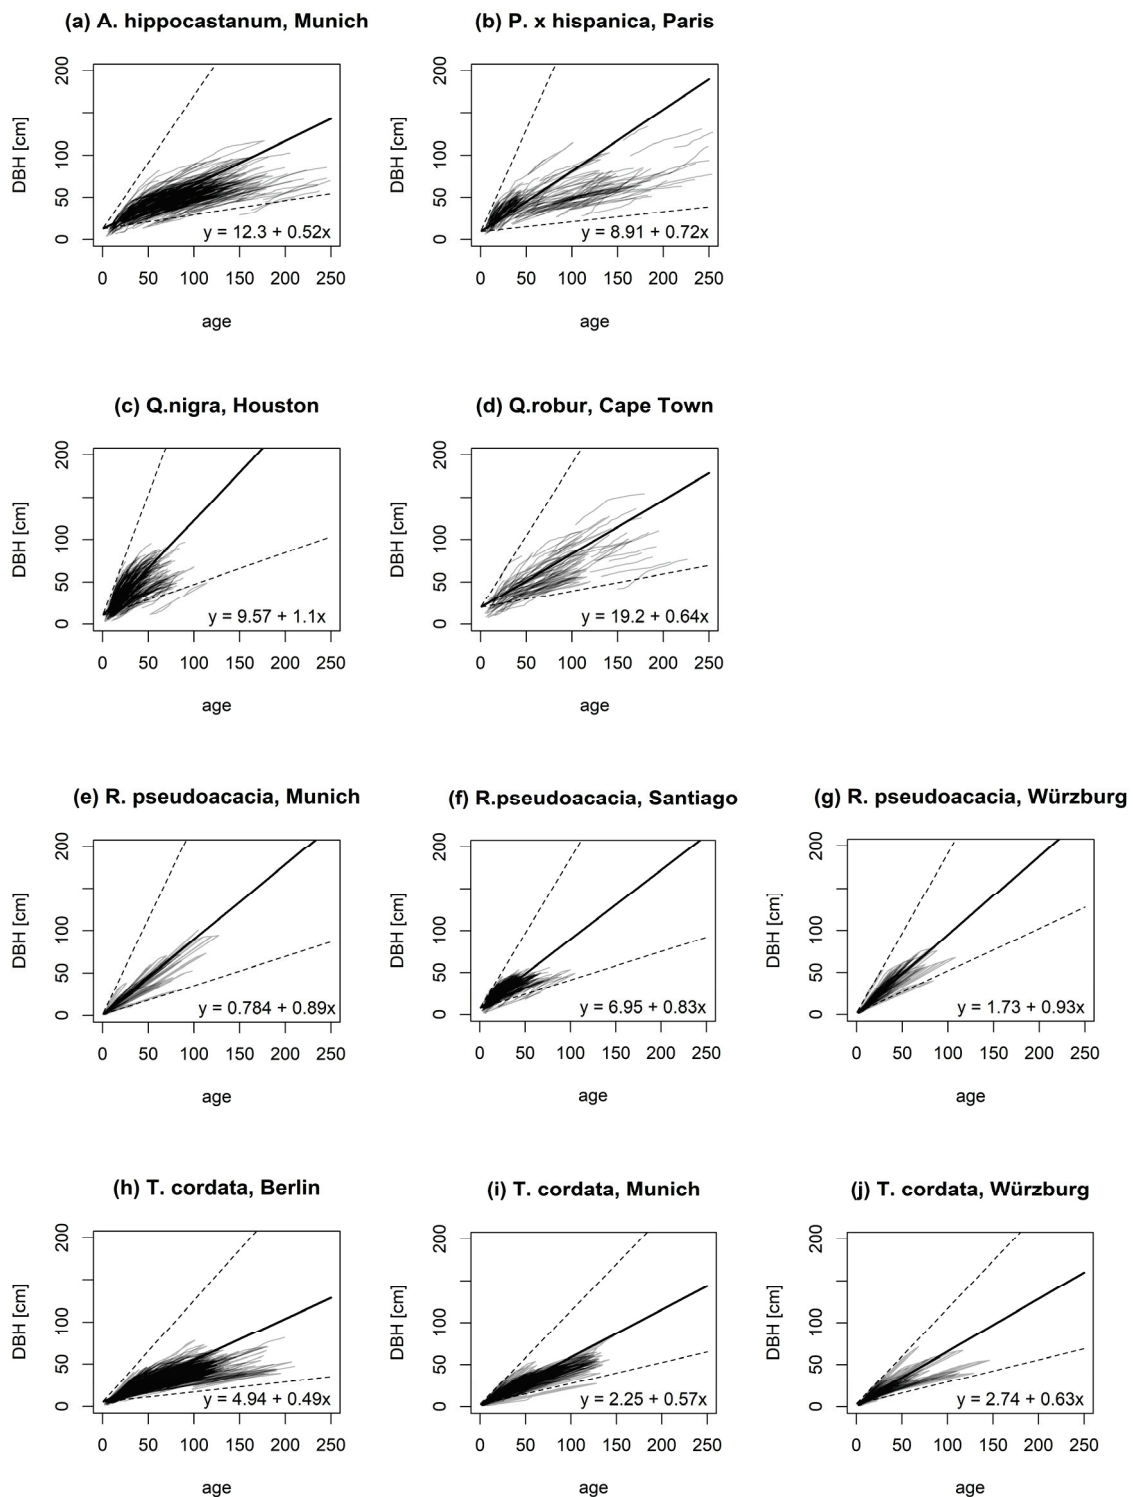 (a) A. hippocastanum, Munich
(b) P. x hispanica, Paris
DBH [cm]
0 50 100 200
y = 12.3 + 0.52x
0 50 100 150 200 250
age
DBH [cm]
0 50 100 200
y = 8.91 + 0.72x
0 50 100 150 200 250
age
(c) Q.nigra, Houston
(d) Q.robur, Cape Town
DBH [cm]
0 50 100 200
y = 9.57 + 1.1x
0 50 100 150 200 250
age
DBH [cm]
0 50 100 200
y = 19.2 + 0.64x
0 50 100 150 200 250
age
(e) R. pseudoacacia, Munich
(f) R.pseudoacacia, Santiago
(g) R. pseudoacacia, Würzburg
DBH [cm]
0 50 100 200
y = 0.784 + 0.89x
0 50 100 150 200 250
age
DBH [cm]
0 50 100 200
y = 6.95 + 0.83x
0 50 100 150 200 250
age
DBH [cm]
0 50 100 200
y = 1.73 + 0.93x
0 50 100 150 200 250
age
(h) T. cordata, Berlin
(i) T. cordata, Munich
(j) T. cordata, Würzburg
DBH [cm]
0 50 100 200
y = 4.94 + 0.49x
0 50 100 150 200 250
age
DBH [cm]
0 50 100 200
y = 2.25 + 0.57x
0 50 100 150 200 250
age
DBH [cm]
0 50 100 200
y = 2.74 + 0.63x
0 50 100 150 200 250
age